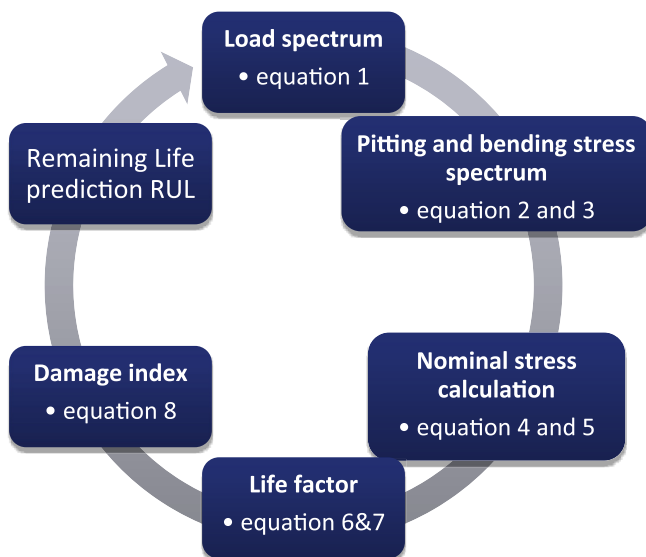 Load spectrum
• equation 1
Pitting and bending stress
spectrum
• equation 2 and 3
Nominal stress
calculation
• equation 4 and 5
Life factor
• equation 6&7
Damage index
• equation 8
Remaining Life
prediction RUL